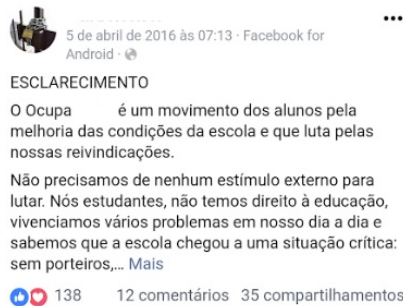 5 de abril de 2016 às 07:13 · Facebook for
Android ·
ESCLARECIMENTO
O Ocupa é um movimento dos alunos pela
melhoria das condições da escola e que luta pelas
nossas reivindicações.
Não precisamos de nenhum estímulo externo para
lutar. Nós estudantes, não temos direito à educação,
vivenciamos vários problemas em nosso dia a dia e
sabemos que a escola chegou a uma situação crítica:
sem porteiros,... Mais
138 12 comentários 35 compartilhamentos